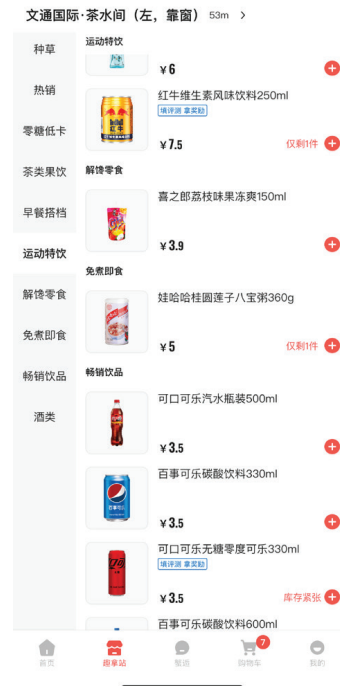 文通国际·茶水间（左，靠窗） 53m >
种草
热销
零糖低卡
茶类果饮
早餐搭档
运动特饮
解馋零食
免煮即食
畅销饮品
酒类
运动特饮
¥6
红牛维生素风味饮料250ml
填评测 拿奖励
¥7.5
仅剩1件
解馋零食
喜之郎荔枝味果冻爽150ml
¥3.9
免煮即食
娃哈哈桂圆莲子八宝粥360g
¥5
仅剩1件
畅销饮品
可口可乐汽水瓶装500ml
¥3.5
百事可乐碳酸饮料330ml
¥3.5
可口可乐无糖零度可乐330ml
填评测 拿奖励
¥3.5
库存紧张
百事可乐碳酸饮料600ml
7
首页
趣拿站
售货
购物车
我的